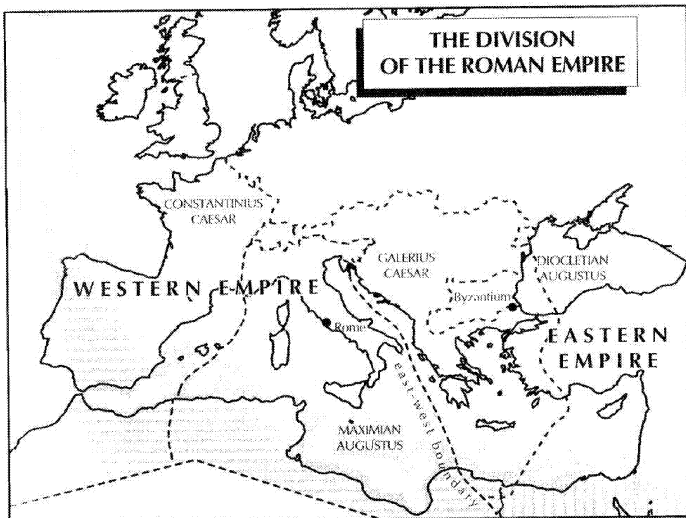 THE DIVISION
OF THE ROMAN EMPIRE
CONSTANTINIUS
CAESAR
GALERIUS
CAESAR
DIOCLETIAN
AUGUSTUS
WESTERN EMPIRE
Byzantium
Rome
EASTERN
EMPIRE
east-west boundary
MAXIMIAN
AUGUSTUS